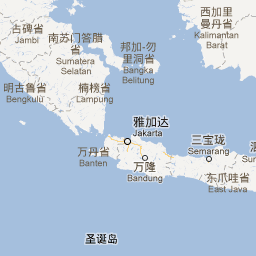 占碑省
Jambi
南苏门答腊
省
Sumatera
Selatan
邦加-勿
里洞省
Bangka
Belitung
西加里
曼丹省
Kalimantan
Barat
明古鲁省
Bengkulu
楠榜省
Lampung
雅加达
Jakarta
万丹省
Banten
万隆
Bandung
三宝珑
Semarang
东爪哇省
East Java
圣诞岛